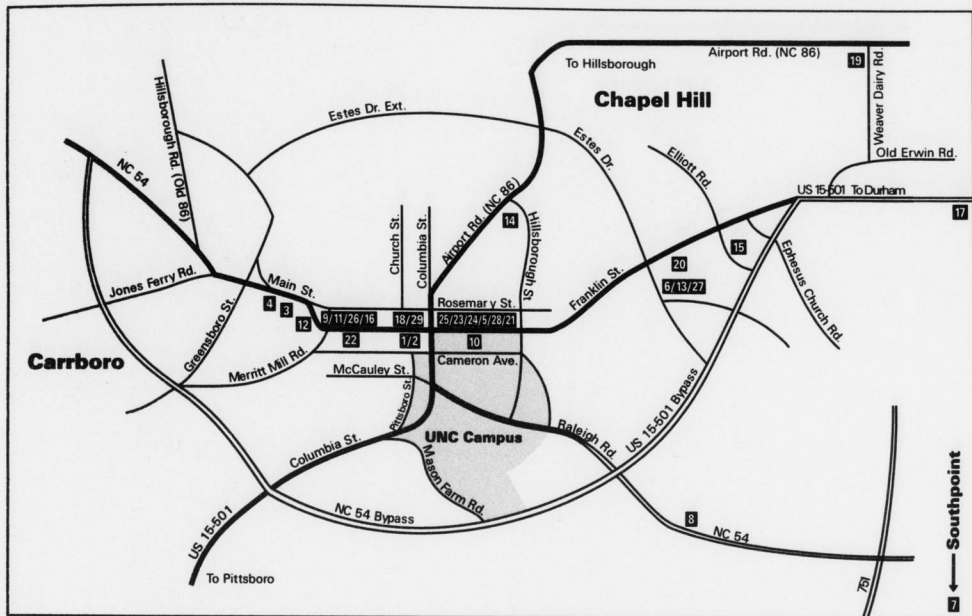 Airport Rd. (NC 86)
To Hillsborough
19
Weaver Dairy Rd.
Chapel Hill
Hillsborough Rd. (Old 86)
Estes Dr. Ext.
Estes Dr.
Elliott Rd.
Old Erwin Rd.
NC 54
US 15-501 To Durham
17
Church St.
Columbia St.
Airport Rd. (NC 86)
14
Hillsborough St
15
Ephesus Church Rd.
20
6/13/27
Franklin St.
Jones Ferry Rd.
Main St.
4
3
12
Rosemary St.
9/11/26/16
18/29
25/23/24/5/28/21
22
1/2
10
Greensboro St.
Merritt Mill Rd.
Cameron Ave.
Carrboro
McCauley St.
Pittsboro St.
UNC Campus
Raleigh Rd.
US 15-501 Bypass
Columbia St.
Mason Farm Rd.
NC 54 Bypass
8
NC 54
US 15-501
To Pittsboro
751
Southpoint
7